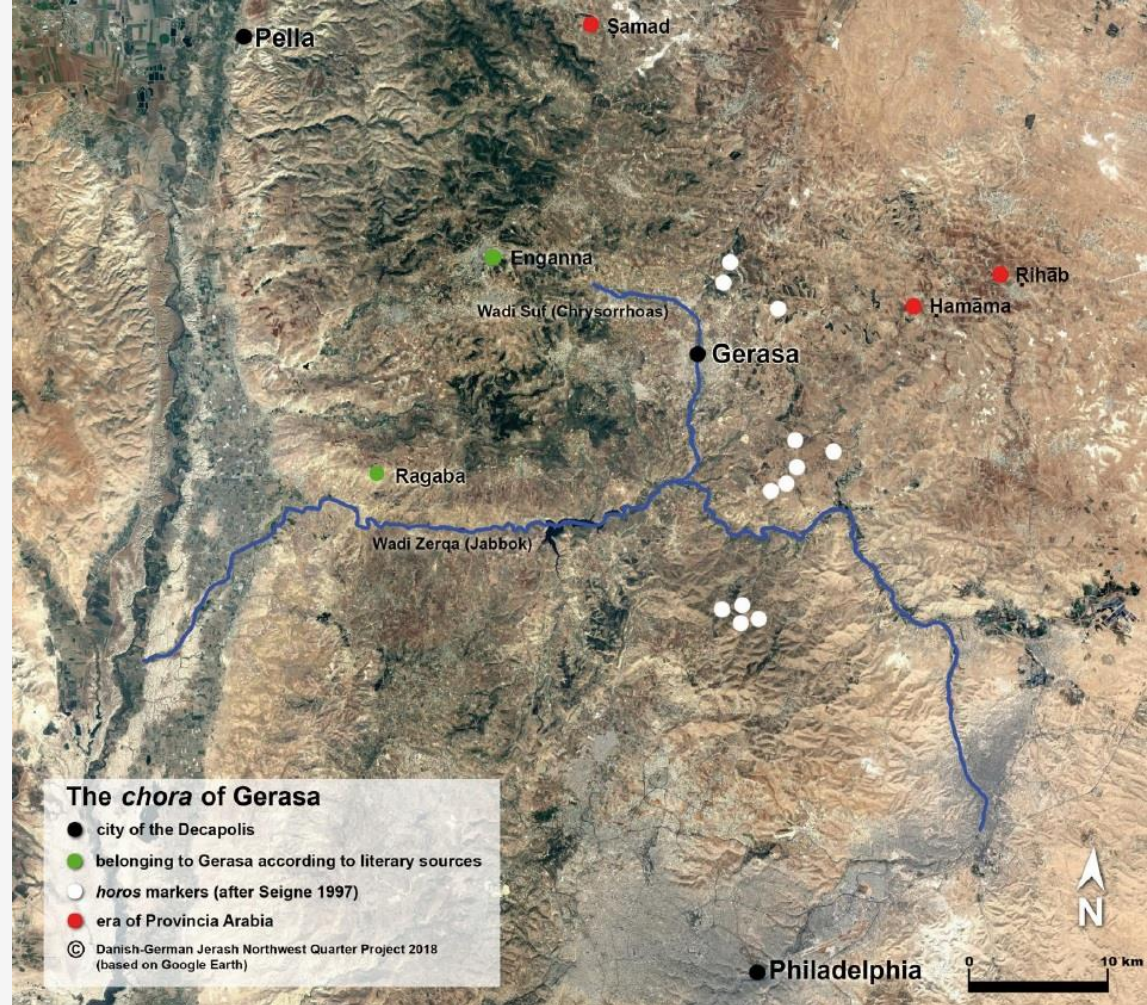 Pella
Ṣamad
Enganna
Ṛihāb
Ḥamāma
Wadi Suf (Chrysorrhoas)
Gerasa
Ragaba
Wadi Zerqa (Jabbok)
The chora of Gerasa
city of the Decapolis
belonging to Gerasa according to literary sources
horos markers (after Seigne 1997)
era of Provincia Arabia
© Danish-German Jerash Northwest Quarter Project 2018
(based on Google Earth)
N
0 10 km
Philadelphia